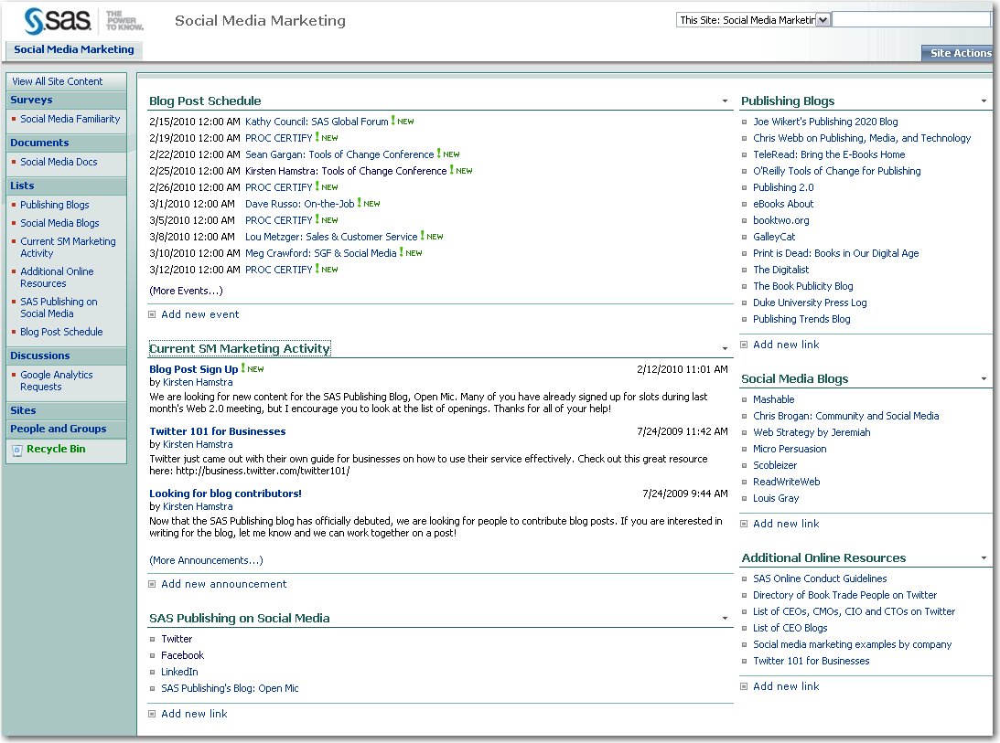 sas. THE POWER TO KNOW.
Social Media Marketing
This Site: Social Media Marketin
Social Media Marketing
Site Actions
View All Site Content
Surveys
Social Media Familiarity
Documents
Social Media Docs
Lists
Publishing Blogs
Social Media Blogs
Current SM Marketing
Activity
Additional Online
Resources
SAS Publishing on
Social Media
Blog Post Schedule
Discussions
Google Analytics
Requests
Sites
People and Groups
Recycle Bin
Blog Post Schedule
2/15/2010 12:00 AM Kathy Council: SAS Global Forum ! NEW
2/19/2010 12:00 AM PROC CERTIFY ! NEW
2/22/2010 12:00 AM Sean Gargan: Tools of Change Conference ! NEW
2/25/2010 12:00 AM Kirsten Hamstra: Tools of Change Conference ! NEW
2/26/2010 12:00 AM PROC CERTIFY ! NEW
3/1/2010 12:00 AM Dave Russo: On-the-Job ! NEW
3/5/2010 12:00 AM PROC CERTIFY ! NEW
3/8/2010 12:00 AM Lou Metzger: Sales & Customer Service ! NEW
3/10/2010 12:00 AM Meg Crawford: SGF & Social Media ! NEW
3/12/2010 12:00 AM PROC CERTIFY ! NEW
(More Events...)
Add new event
Current SM Marketing Activity
Blog Post Sign Up ! NEW 2/12/2010 11:01 AM
by Kirsten Hamstra
We are looking for new content for the SAS Publishing Blog, Open Mic. Many of you have already signed up for slots during last
month's Web 2.0 meeting, but I encourage you to look at the list of openings. Thanks for all of your help!
Twitter 101 for Businesses 7/24/2009 11:42 AM
by Kirsten Hamstra
Twitter just came out with their own guide for businesses on how to use their service effectively. Check out this great resource
here: http://business.twitter.com/twitter101/
Looking for blog contributors! 7/24/2009 9:44 AM
by Kirsten Hamstra
Now that the SAS Publishing blog has officially debuted, we are looking for people to contribute blog posts. If you are interested in
writing for the blog, let me know and we can work together on a post!
(More Announcements...)
Add new announcement
SAS Publishing on Social Media
Twitter
Facebook
LinkedIn
SAS Publishing's Blog: Open Mic
Add new link
Publishing Blogs
Joe Wikert's Publishing 2020 Blog
Chris Webb on Publishing, Media, and Technology
TeleRead: Bring the E-Books Home
O'Reilly Tools of Change for Publishing
Publishing 2.0
eBooks About
booktwo.org
GalleyCat
Print is Dead: Books in Our Digital Age
The Digitalist
The Book Publicity Blog
Duke University Press Log
Publishing Trends Blog
Add new link
Social Media Blogs
Mashable
Chris Brogan: Community and Social Media
Web Strategy by Jeremiah
Micro Persuasion
Scobleizer
ReadWriteWeb
Louis Gray
Add new link
Additional Online Resources
SAS Online Conduct Guidelines
Directory of Book Trade People on Twitter
List of CEOs, CMOs, CIO and CTOs on Twitter
List of CEO Blogs
Social media marketing examples by company
Twitter 101 for Businesses
Add new link